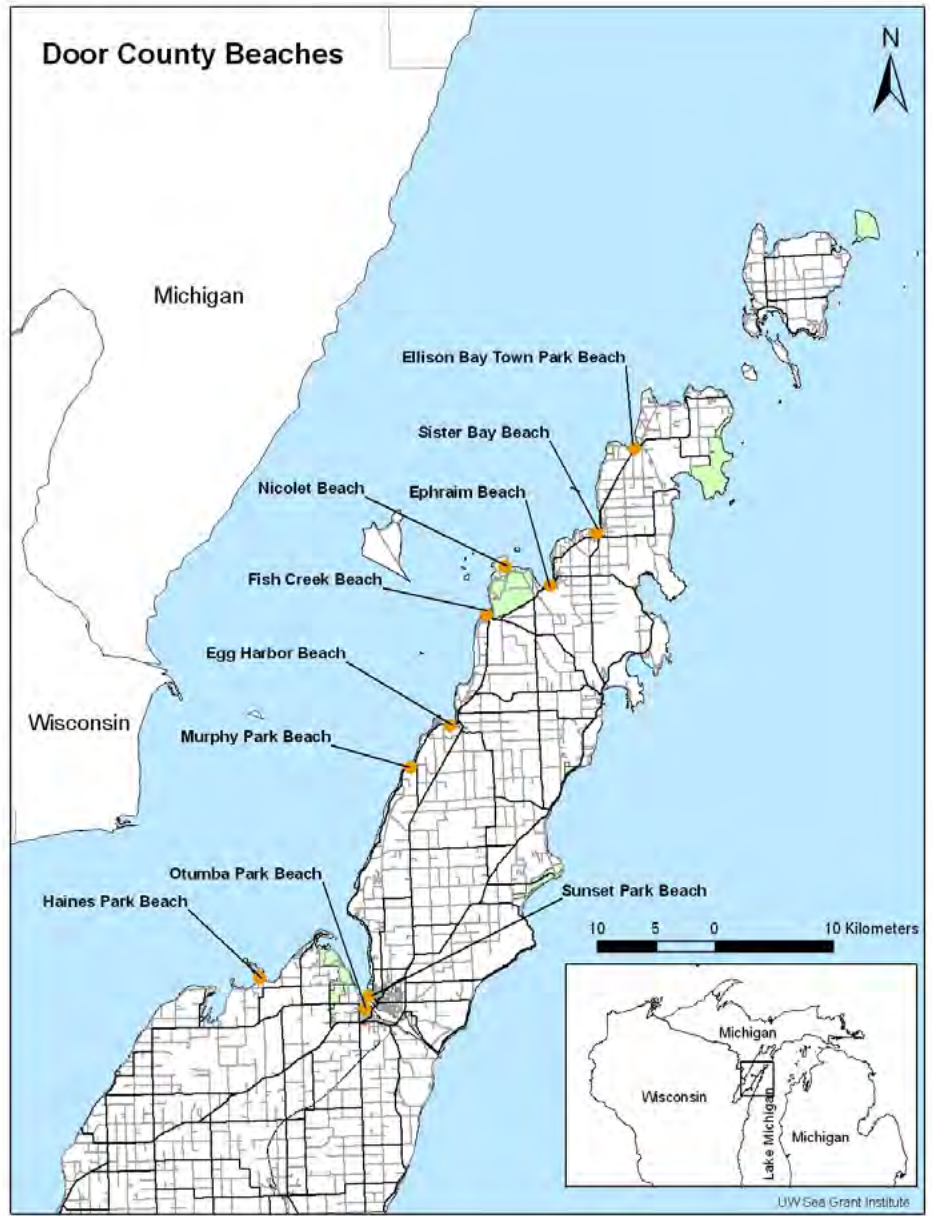 Door County Beaches
N
Michigan
Ellison Bay Town Park Beach
Sister Bay Beach
Nicolet Beach
Ephraim Beach
Fish Creek Beach
Egg Harbor Beach
Wisconsin
Murphy Park Beach
Otumba Park Beach
Sunset Park Beach
Haines Park Beach
10 5 0 10 Kilometers
Michigan
Wisconsin
Lake Michigan
Michigan
UW Sea Grant Institute